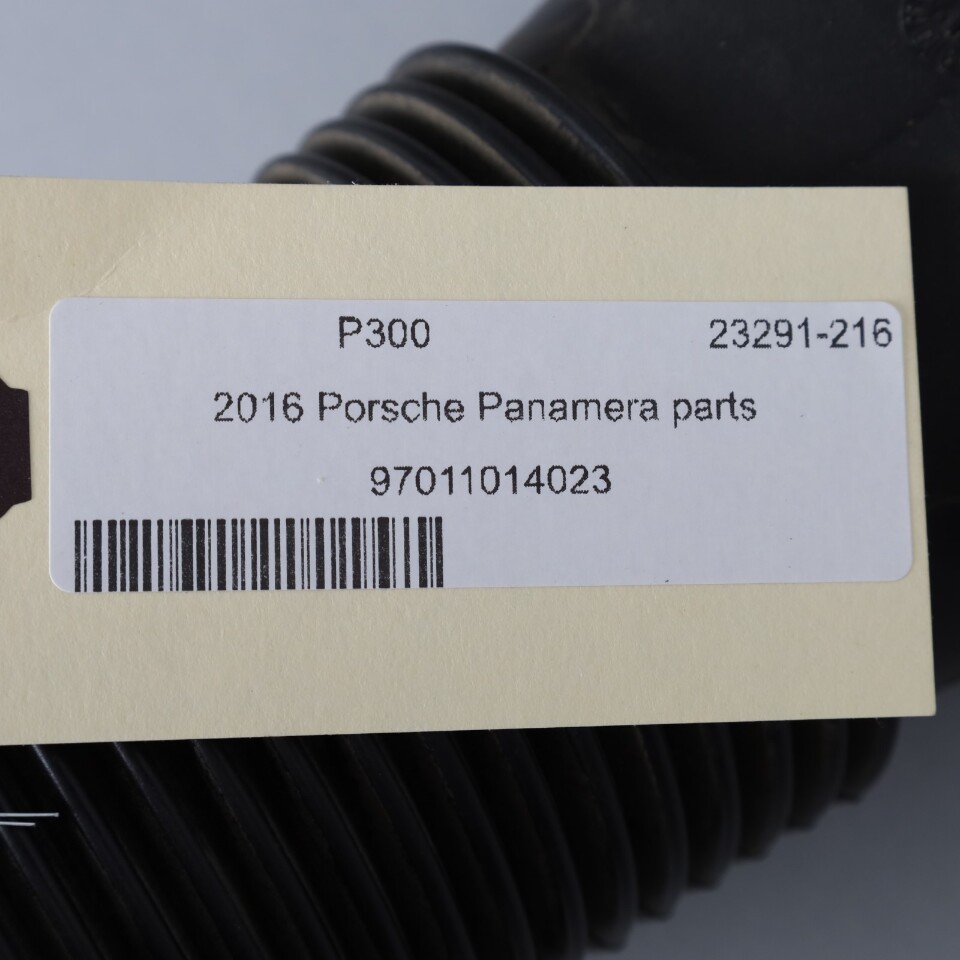 P300 23291-216
2016 Porsche Panamera parts
97011014023